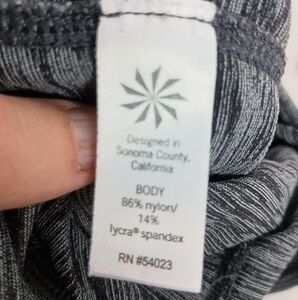 Designed in
Sonoma County,
California
BODY
86% nylon/
14%
lycra® spandex
RN #54023